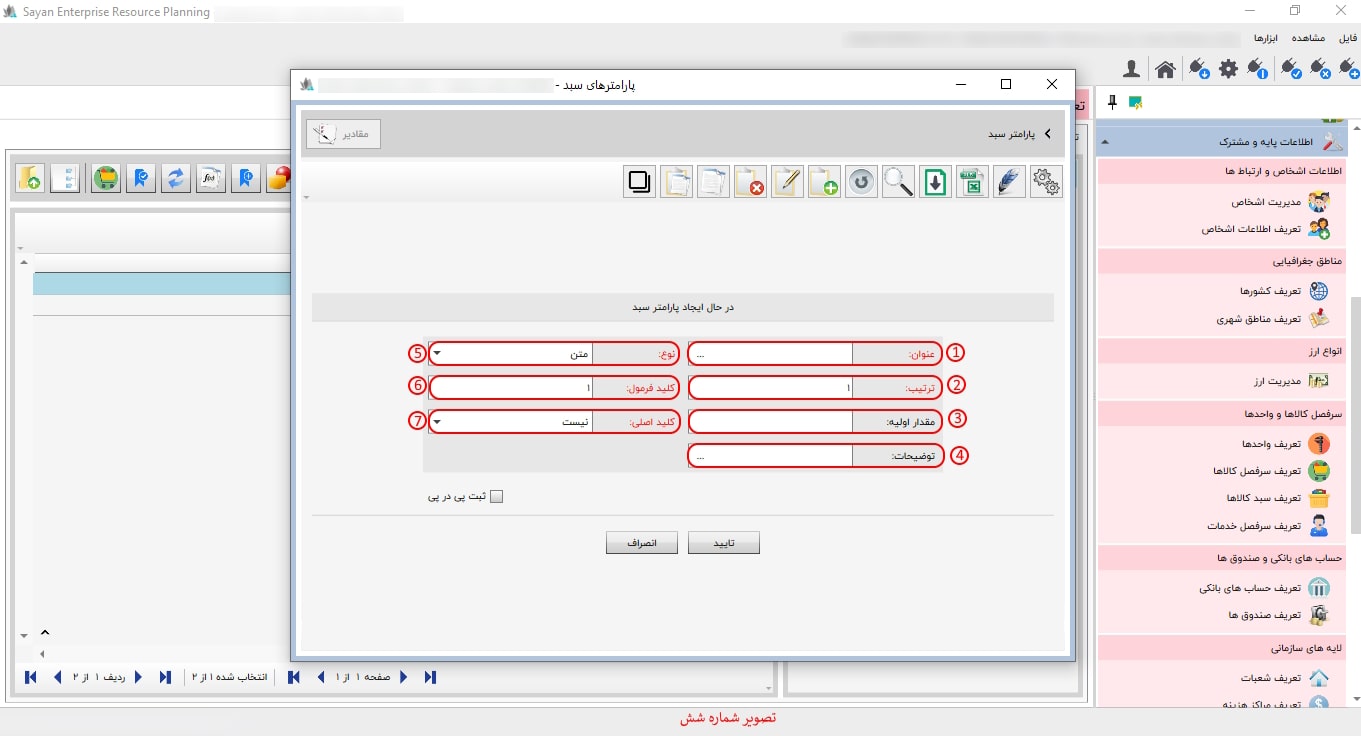 Sayan Enterprise Resource Planning
فایل مشاهده ابزارها
پارامترهای سبد -
پارامتر سبد
مقادیر
در حال ایجاد پارامتر سبد
① عنوان: ...
⑤ نوع: متن
② ترتیب: ۱
⑥ کلید فرمول: ۱
③ مقدار اولیه:
⑦ کلید اصلی: نیست
④ توضیحات: ...
ثبت پی در پی
تایید
انصراف
اطلاعات پایه و مشترک
اطلاعات اشخاص و ارتباط ها
مدیریت اشخاص
تعریف اطلاعات اشخاص
مناطق جغرافیایی
تعریف کشورها
تعریف مناطق شهری
انواع ارز
مدیریت ارز
سرفصل کالاها و واحدها
تعریف واحدها
تعریف سرفصل کالاها
تعریف سبد کالاها
تعریف سرفصل خدمات
حساب های بانکی و صندوق ها
تعریف حساب های بانکی
تعریف صندوق ها
لایه های سازمانی
تعریف شعبات
تعریف مراکز هزینه
f(x)
صفحه ۱ از ۱
انتخاب شده ۱ از ۲
ردیف ۱ از ۲
تصویر شماره شش